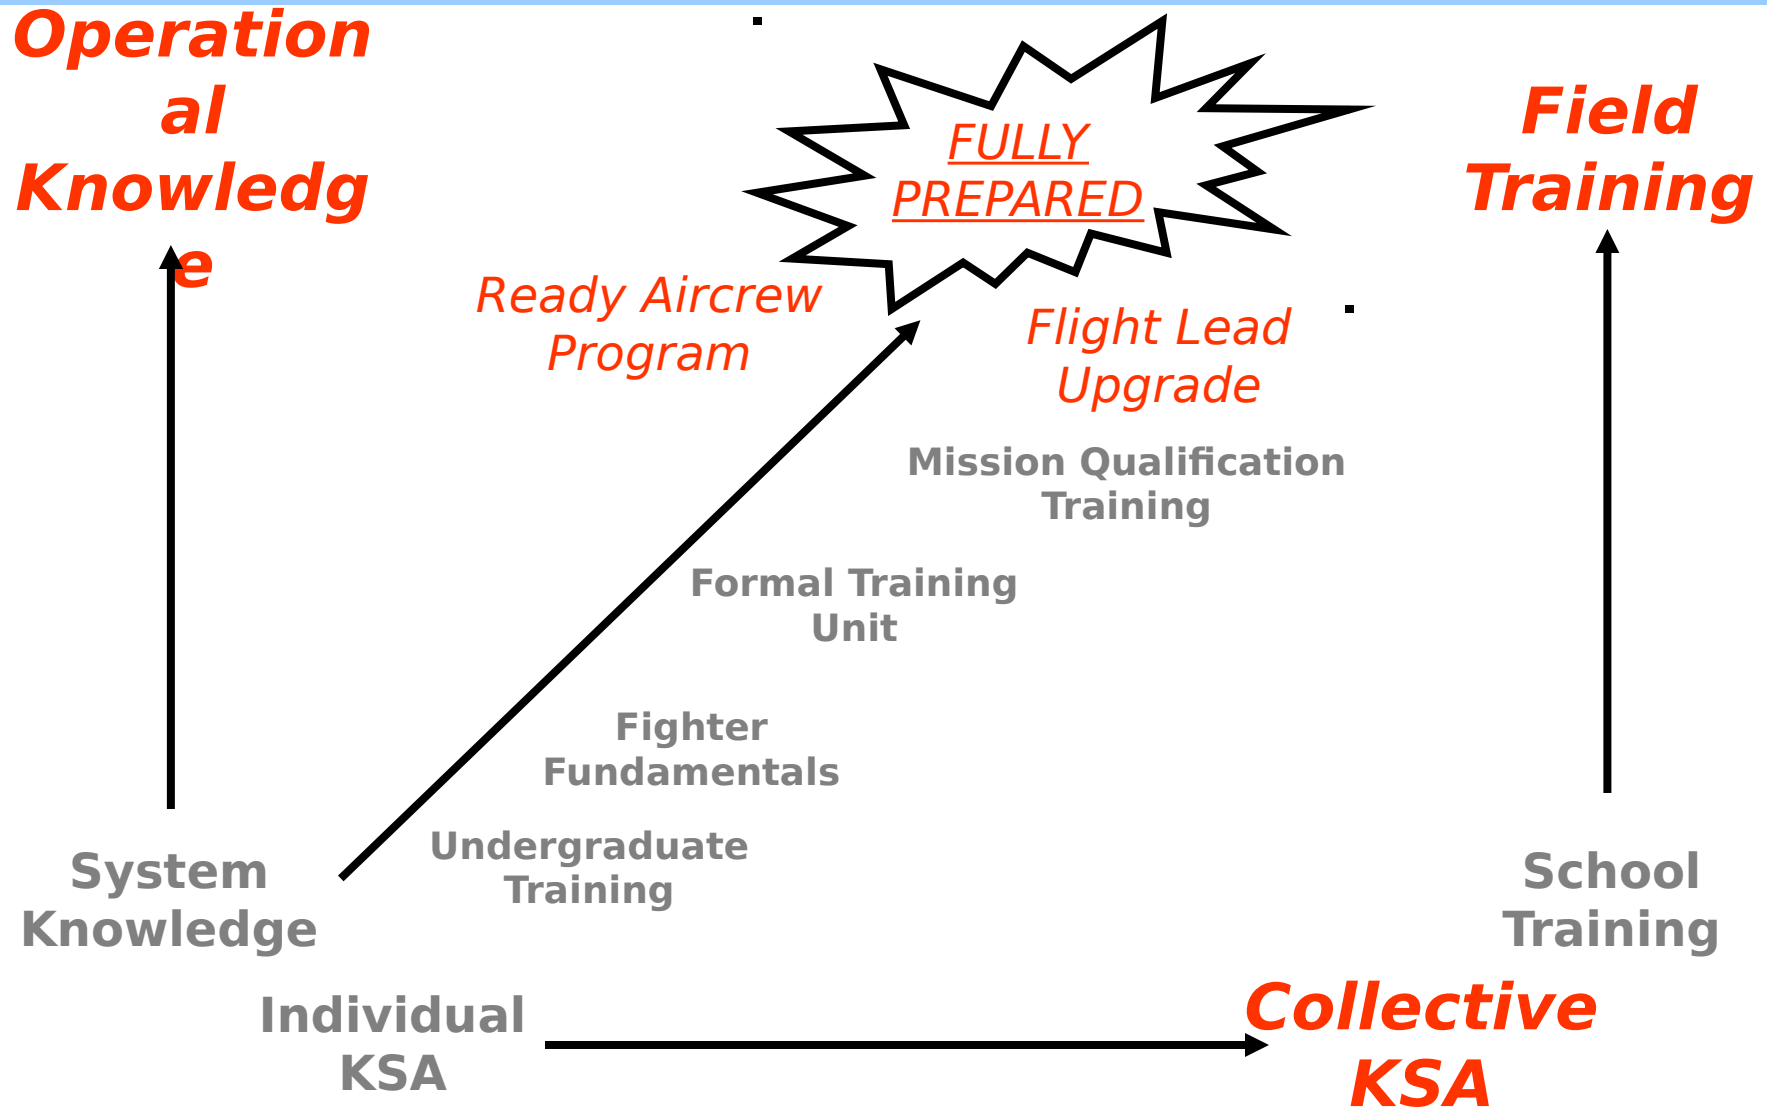 Operation
al
Knowledg
e
FULLY
PREPARED
Field
Training
Ready Aircrew
Program
Flight Lead
Upgrade
Mission Qualification
Training
Formal Training
Unit
Fighter
Fundamentals
Undergraduate
Training
System
Knowledge
School
Training
Individual
KSA
Collective
KSA